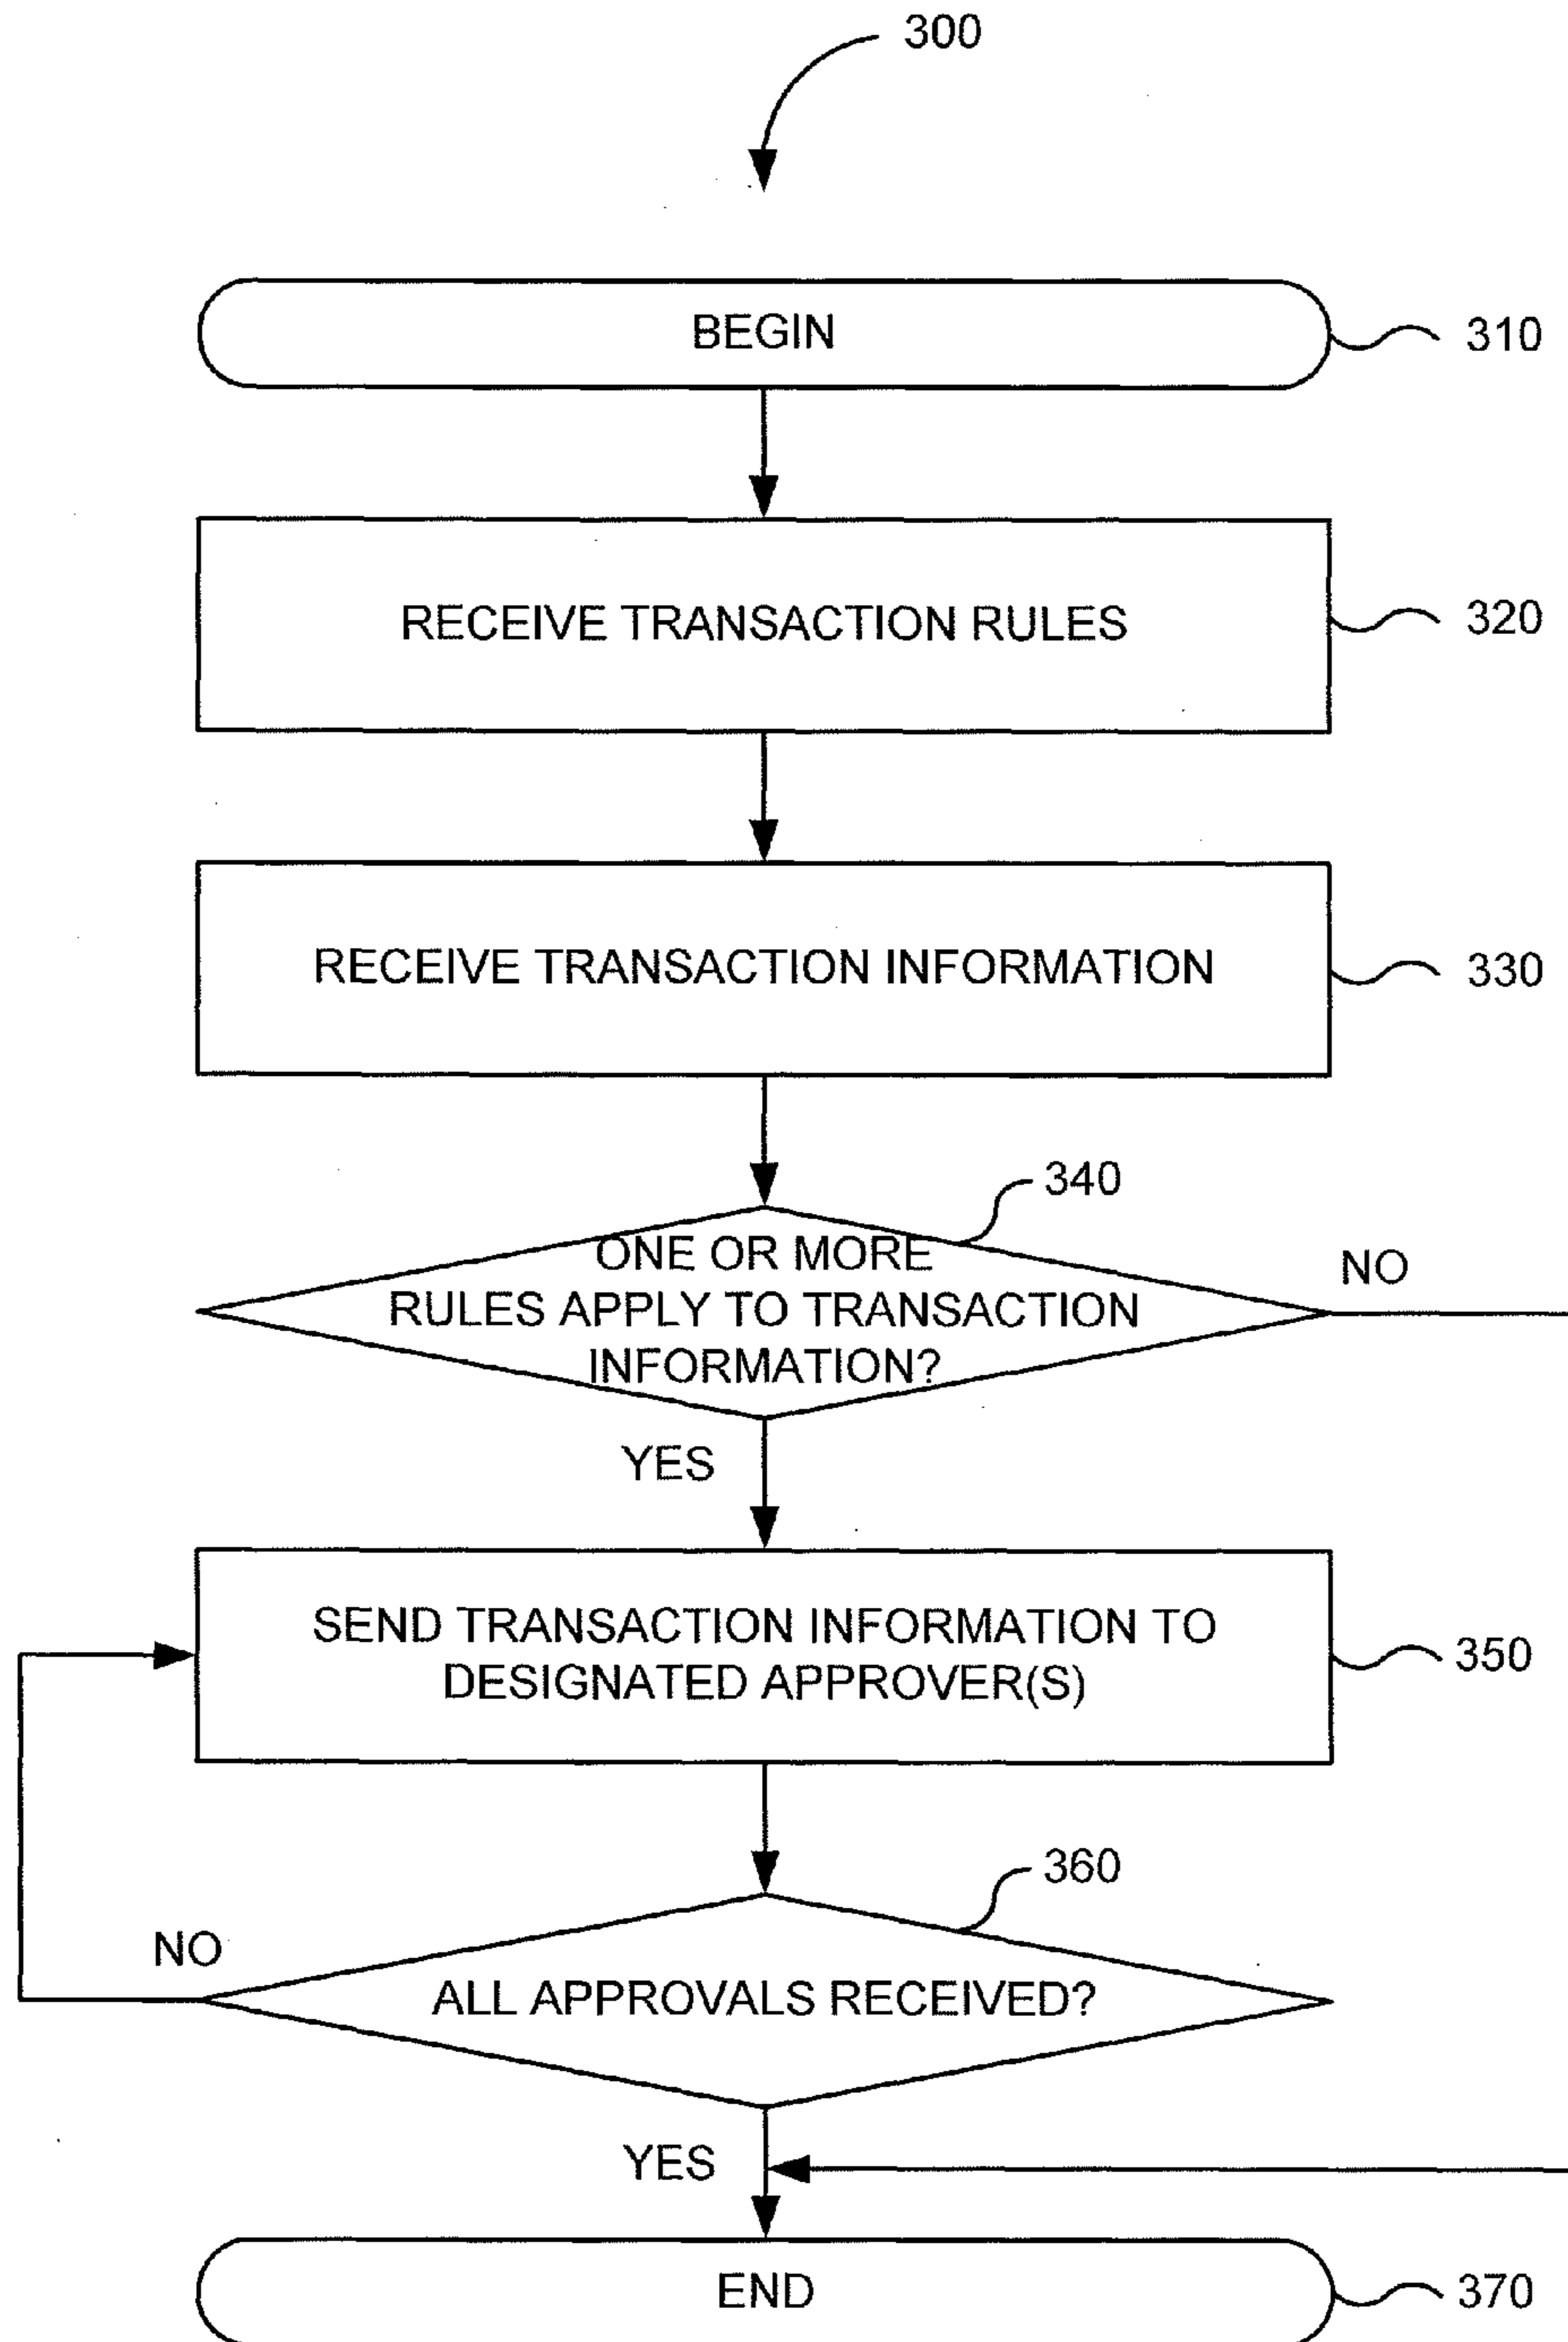 300
BEGIN
310
RECEIVE TRANSACTION RULES
320
RECEIVE TRANSACTION INFORMATION
330
340
ONE OR MORE
RULES APPLY TO TRANSACTION
INFORMATION?
NO
YES
SEND TRANSACTION INFORMATION TO
DESIGNATED APPROVER(S)
350
360
NO
ALL APPROVALS RECEIVED?
YES
END
370